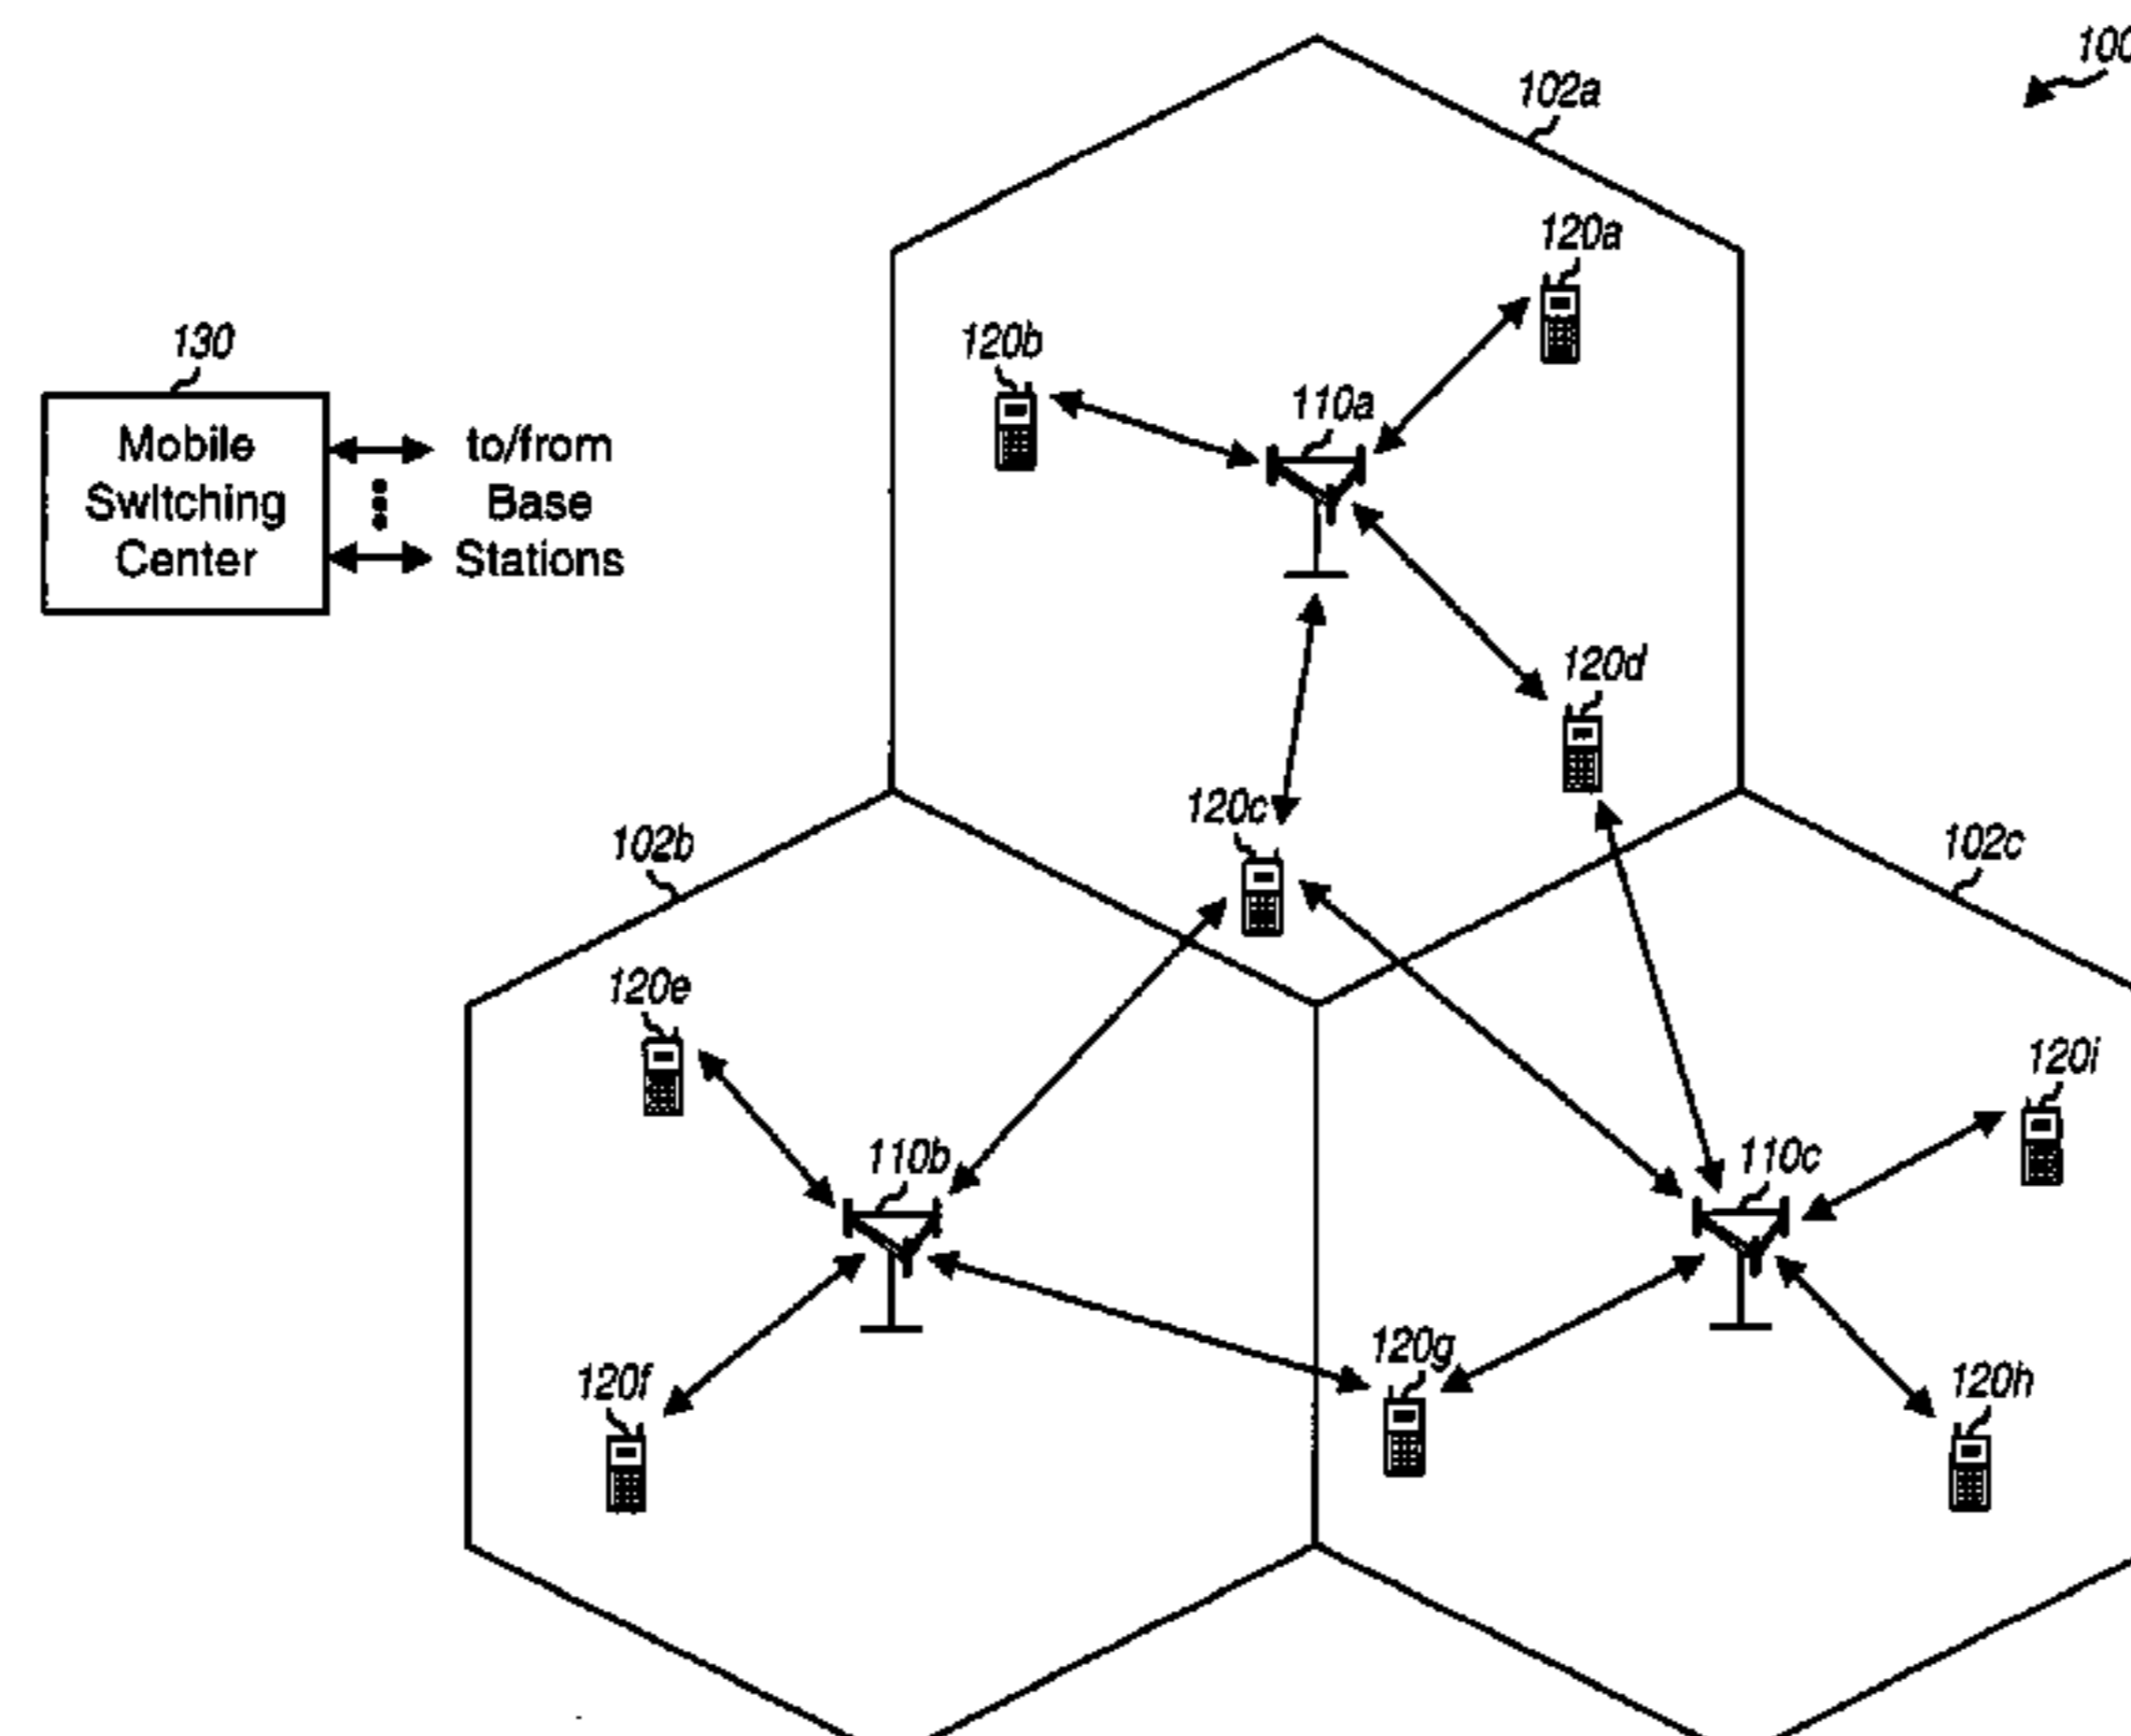 100
102a
120a
130
120b
110a
Mobile
Switching
Center
to/from
Base
Stations
120d
120c
102b
102c
120e
120i
110b
110c
120g
120f
120h